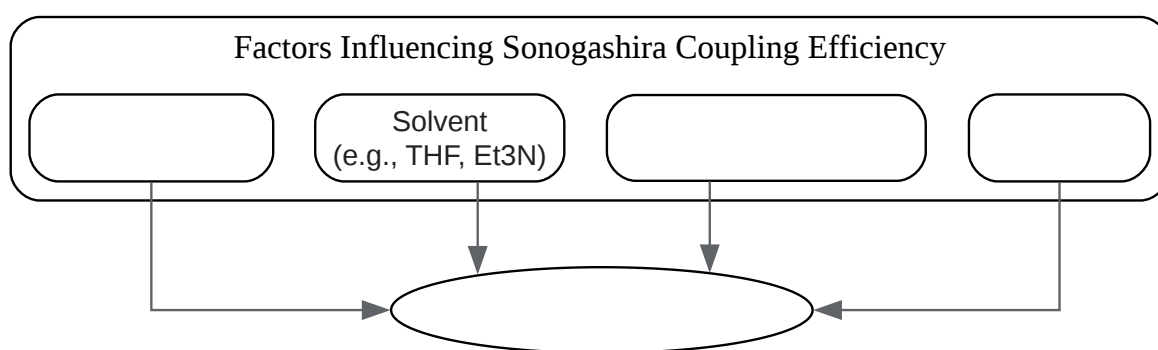 Factors Influencing Sonogashira Coupling Efficiency
Solvent
(e.g., THF, Et3N)